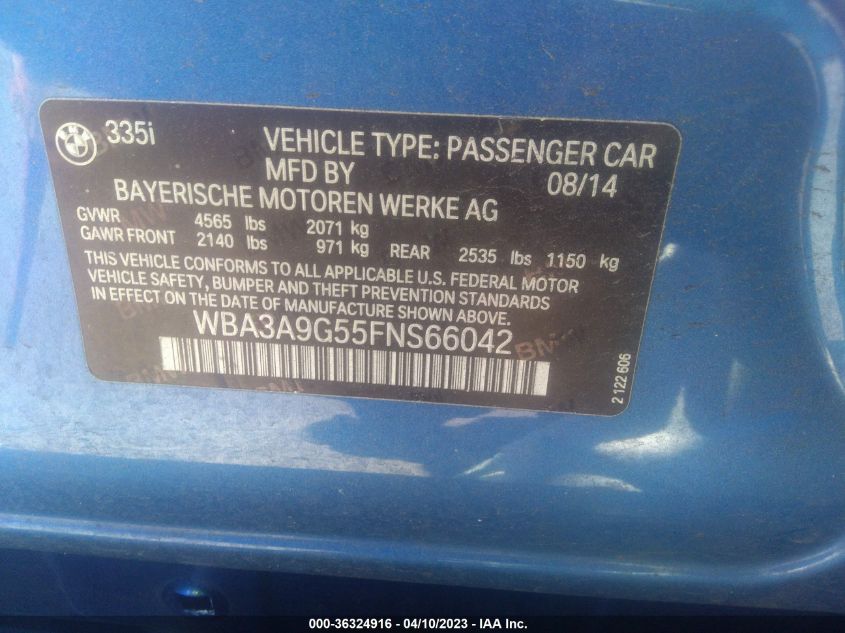 335i VEHICLE TYPE: PASSENGER CAR
MFD BY 08/14
BAYERISCHE MOTOREN WERKE AG
GVWR 4565 lbs 2071 kg
GAWR FRONT 2140 lbs 971 kg REAR 2535 lbs 1150 kg
THIS VEHICLE CONFORMS TO ALL APPLICABLE U.S. FEDERAL MOTOR
VEHICLE SAFETY, BUMPER AND THEFT PREVENTION STANDARDS
IN EFFECT ON THE DATE OF MANUFACTURE SHOWN ABOVE.
WBA3A9G55FNS66042
2 122 606
000-36324916 - 04/10/2023 - IAA Inc.